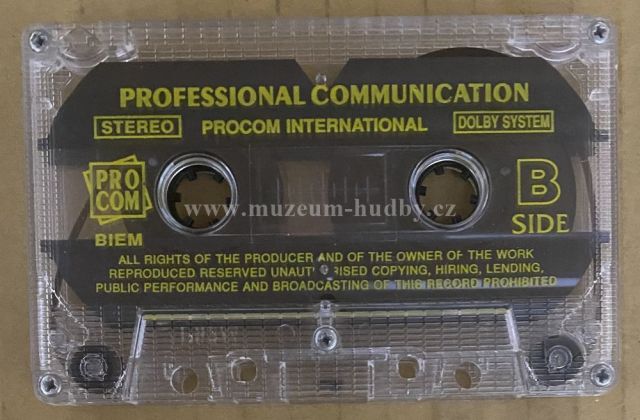 PROFESSIONAL COMMUNICATION
STEREO PROCOM INTERNATIONAL DOLBY SYSTEM
PRO
COM
B
www.muzeum-hudby.cz
BIEM
SIDE
ALL RIGHTS OF THE PRODUCER AND OF THE OWNER OF THE WORK
REPRODUCED RESERVED UNAUTHORISED COPYING, HIRING, LENDING,
PUBLIC PERFORMANCE AND BROADCASTING OF THIS RECORD PROHIBITED